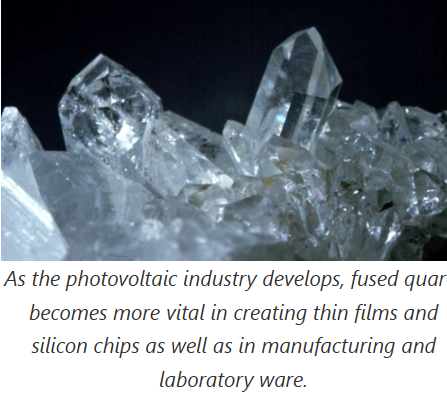 As the photovoltaic industry develops, fused quar
becomes more vital in creating thin films and
silicon chips as well as in manufacturing and
laboratory ware.